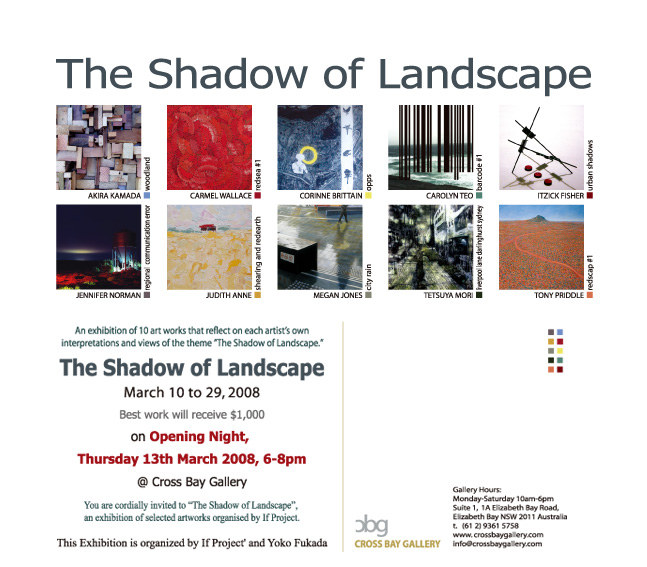 The Shadow of Landscape
AKIRA KAMADA
woodland
CARMEL WALLACE
redsea #1
CORINNE BRITTAIN
opps
CAROLYN TEO
barcode #1
ITZICK FISHER
urban shadows
JENNIFER NORMAN
regional communication error
JUDITH ANNE
shearing and redearth
MEGAN JONES
city rain
TETSUYA MORI
liverpool lane darlinghurst sydney
TONY PRIDDLE
redscap #1
An exhibition of 10 art works that reflect on each artist's own
interpretations and views of the theme "The Shadow of Landscape."
The Shadow of Landscape
March 10 to 29, 2008
Best work will receive $1,000
on Opening Night,
Thursday 13th March 2008, 6-8pm
@ Cross Bay Gallery
You are cordially invited to "The Shadow of Landscape",
an exhibition of selected artworks organised by If Project.
This Exhibition is organized by If Project' and Yoko Fukada
cbg
CROSS BAY GALLERY
Gallery Hours:
Monday-Saturday 10am-6pm
Suite 1, 1A Elizabeth Bay Road,
Elizabeth Bay NSW 2011 Australia
t. (61 2) 9361 5758
www.crossbaygallery.com
info@crossbaygallery.com